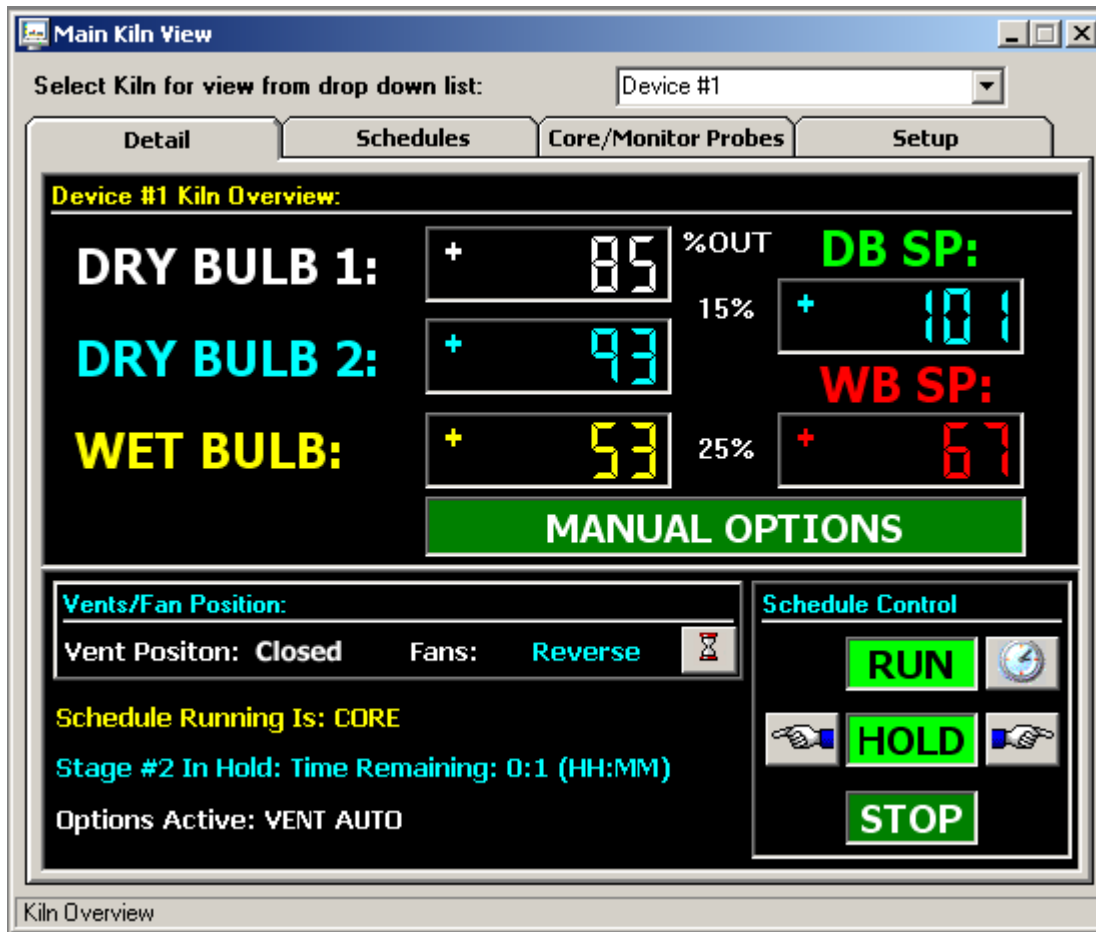 Main Kiln View
Select Kiln for view from drop down list: Device #1
Detail Schedules Core/Monitor Probes Setup
Device #1 Kiln Overview:
DRY BULB 1: + 85 %OUT DB SP:
15% + 101
DRY BULB 2: + 93
WB SP:
WET BULB: + 53 25% + 67
MANUAL OPTIONS
Vents/Fan Position:
Vent Positon: Closed Fans: Reverse
Schedule Running Is: CORE
Stage #2 In Hold: Time Remaining: 0:1 (HH:MM)
Options Active: VENT AUTO
Schedule Control
RUN
HOLD
STOP
Kiln Overview